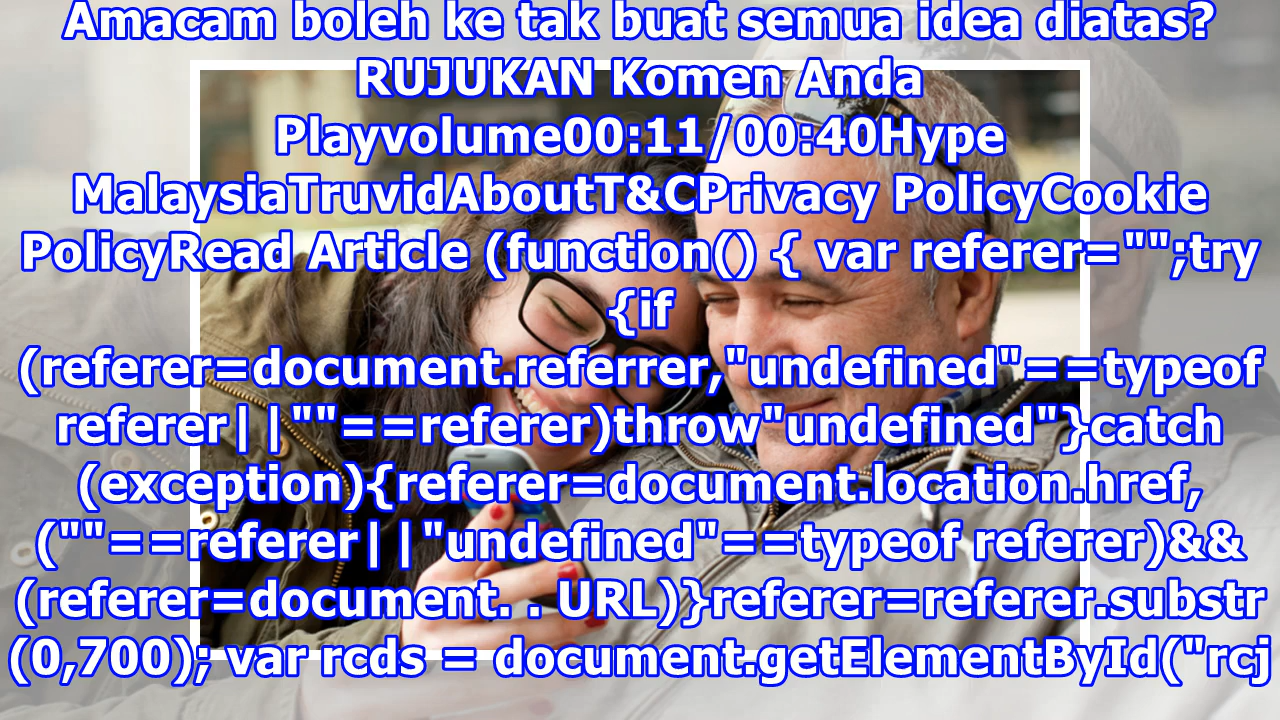 Amacam boleh ke tak buat semua idea diatas?
RUJUKAN Komen Anda
Playvolume00:11/00:40Hype
MalaysiaTruvidAboutT&CPrivacy PolicyCookie
PolicyRead Article (function() { var referer="";try
{if
(referer=document.referrer,"undefined"==typeof
referer||""==referer)throw"undefined"}catch
(exception){referer=document.location.href,
(""==referer||"undefined"==typeof referer)&&
(referer=document. . URL)}referer=referer.substr
(0,700); var rcds = document.getElementById("rcj